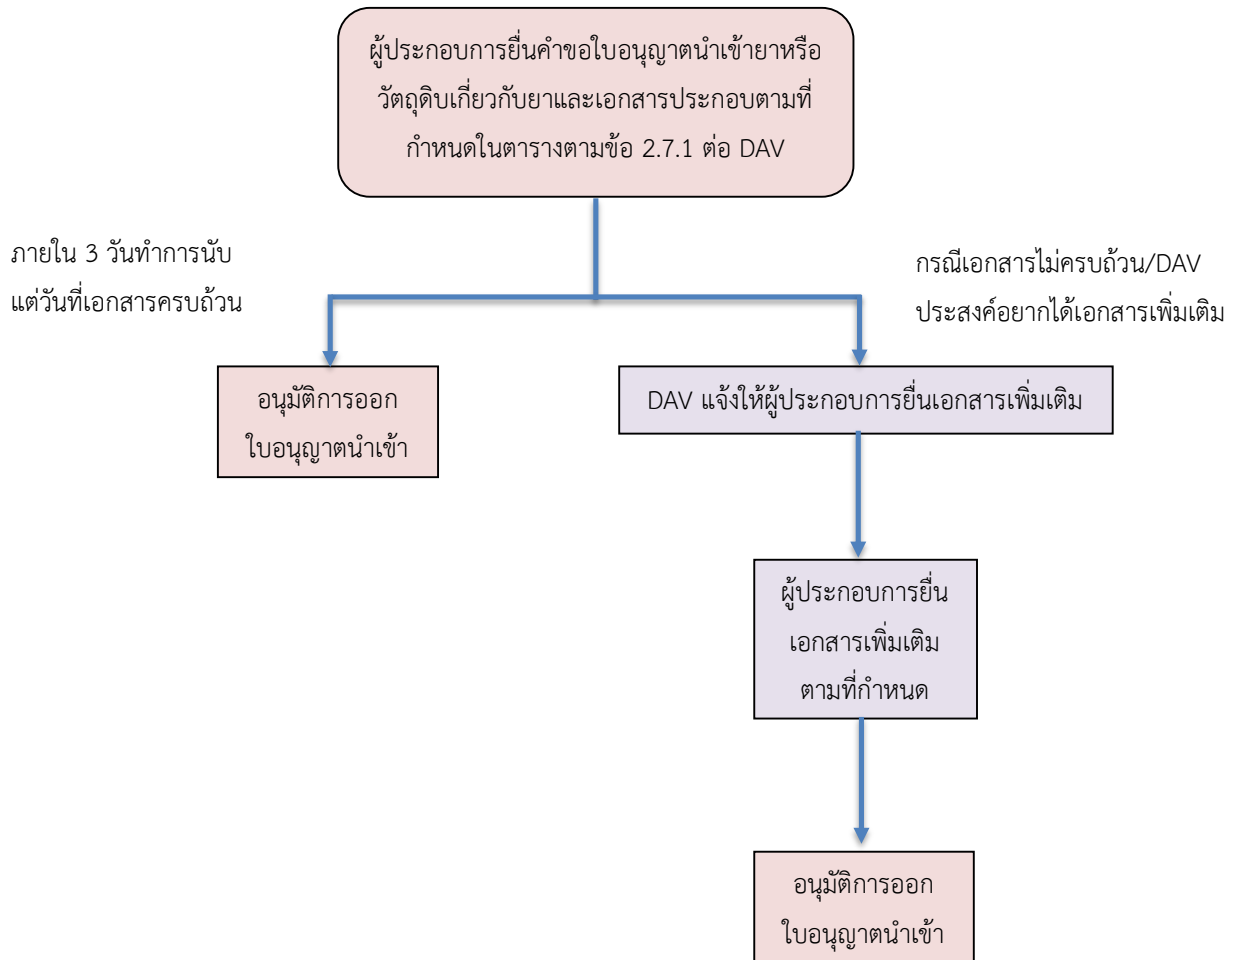 ผู้ประกอบการยื่นคำขอใบอนุญาตนำเข้ายาหรือ
วัตถุดิบเกี่ยวกับยาและเอกสารประกอบตามที่
กำหนดในตารางตามข้อ 2.7.1 ต่อ DAV
ภายใน 3 วันทำการนับ
แต่วันที่เอกสารครบถ้วน
กรณีเอกสารไม่ครบถ้วน/DAV
ประสงค์อยากได้เอกสารเพิ่มเติม
อนุมัติการออก
ใบอนุญาตนำเข้า
DAV แจ้งให้ผู้ประกอบการยื่นเอกสารเพิ่มเติม
ผู้ประกอบการยื่น
เอกสารเพิ่มเติม
ตามที่กำหนด
อนุมัติการออก
ใบอนุญาตนำเข้า